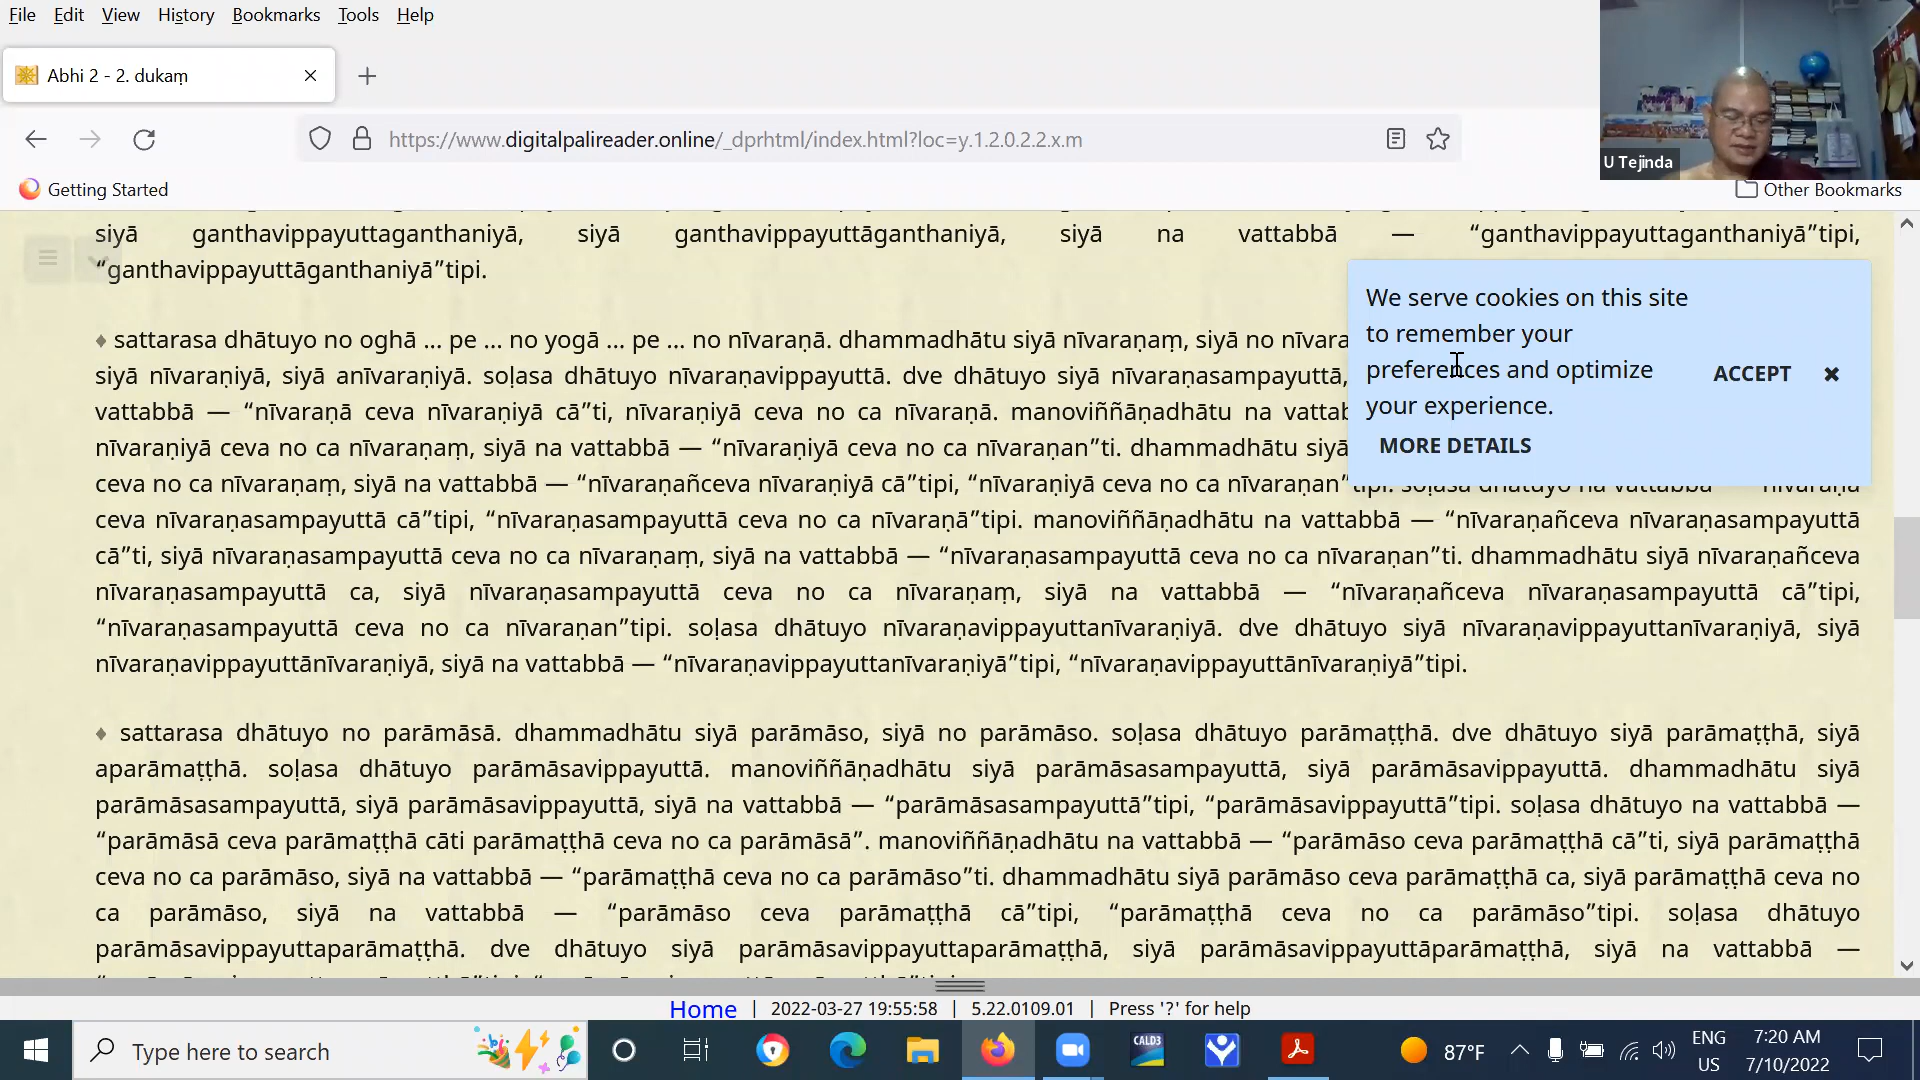 File Edit View History Bookmarks Tools Help
Abhi 2 - 2. dukaṃ
https://www.digitalpalireader.online/_dprhtml/index.html?loc=y.1.2.0.2.2.x.m
U Tejinda
Getting Started
Other Bookmarks
siyā ganthavippayuttaganthaniyā, siyā ganthavippayuttāganthaniyā, siyā na vattabbā — “ganthavippayuttaganthaniyā”tipi,
“ganthavippayuttāganthaniyā”tipi.
We serve cookies on this site
to remember your
preferences and optimize
your experience.
ACCEPT
MORE DETAILS
♦ sattarasa dhātuyo no oghā ... pe ... no yogā ... pe ... no nīvaraṇā. dhammadhātu siyā nīvaraṇaṃ, siyā no nīvara
siyā nīvaraṇiyā, siyā anīvaraṇiyā. soḷasa dhātuyo nīvaraṇavippayuttā. dve dhātuyo siyā nīvaraṇasampayuttā,
vattabbā — “nīvaraṇā ceva nīvaraṇiyā cā”ti, nīvaraṇiyā ceva no ca nīvaraṇā. manoviññāṇadhātu na vattab
nīvaraṇiyā ceva no ca nīvaraṇaṃ, siyā na vattabbā — “nīvaraṇiyā ceva no ca nīvaraṇan”ti. dhammadhātu siyā
ceva no ca nīvaraṇaṃ, siyā na vattabbā — “nīvaraṇañceva nīvaraṇiyā cā”tipi, “nīvaraṇiyā ceva no ca nīvaraṇan”tipi. soḷasa dhātuyo na vattabbā — “nīvaraṇā
ceva nīvaraṇasampayuttā cā”tipi, “nīvaraṇasampayuttā ceva no ca nīvaraṇā”tipi. manoviññāṇadhātu na vattabbā — “nīvaraṇañceva nīvaraṇasampayuttā
cā”ti, siyā nīvaraṇasampayuttā ceva no ca nīvaraṇaṃ, siyā na vattabbā — “nīvaraṇasampayuttā ceva no ca nīvaraṇan”ti. dhammadhātu siyā nīvaraṇañceva
nīvaraṇasampayuttā ca, siyā nīvaraṇasampayuttā ceva no ca nīvaraṇaṃ, siyā na vattabbā — “nīvaraṇañceva nīvaraṇasampayuttā cā”tipi,
“nīvaraṇasampayuttā ceva no ca nīvaraṇan”tipi. soḷasa dhātuyo nīvaraṇavippayuttanīvaraṇiyā. dve dhātuyo siyā nīvaraṇavippayuttanīvaraṇiyā, siyā
nīvaraṇavippayuttānīvaraṇiyā, siyā na vattabbā — “nīvaraṇavippayuttanīvaraṇiyā”tipi, “nīvaraṇavippayuttānīvaraṇiyā”tipi.
♦ sattarasa dhātuyo no parāmāsā. dhammadhātu siyā parāmāso, siyā no parāmāso. soḷasa dhātuyo parāmaṭṭhā. dve dhātuyo siyā parāmaṭṭhā, siyā
aparāmaṭṭhā. soḷasa dhātuyo parāmāsavippayuttā. manoviññāṇadhātu siyā parāmāsasampayuttā, siyā parāmāsavippayuttā. dhammadhātu siyā
parāmāsasampayuttā, siyā parāmāsavippayuttā, siyā na vattabbā — “parāmāsasampayuttā”tipi, “parāmāsavippayuttā”tipi. soḷasa dhātuyo na vattabbā —
“parāmāsā ceva parāmaṭṭhā cāti parāmaṭṭhā ceva no ca parāmāsā”. manoviññāṇadhātu na vattabbā — “parāmāso ceva parāmaṭṭhā cā”ti, siyā parāmaṭṭhā
ceva no ca parāmāso, siyā na vattabbā — “parāmaṭṭhā ceva no ca parāmāso”ti. dhammadhātu siyā parāmāso ceva parāmaṭṭhā ca, siyā parāmaṭṭhā ceva no
ca parāmāso, siyā na vattabbā — “parāmāso ceva parāmaṭṭhā cā”tipi, “parāmaṭṭhā ceva no ca parāmāso”tipi. soḷasa dhātuyo
parāmāsavippayuttaparāmaṭṭhā. dve dhātuyo siyā parāmāsavippayuttaparāmaṭṭhā, siyā parāmāsavippayuttāparāmaṭṭhā, siyā na vattabbā —
Home | 2022-03-27 19:55:58 | 5.22.0109.01 | Press '?' for help
Type here to search
CALD3
87°F
ENG
US
7:20 AM
7/10/2022